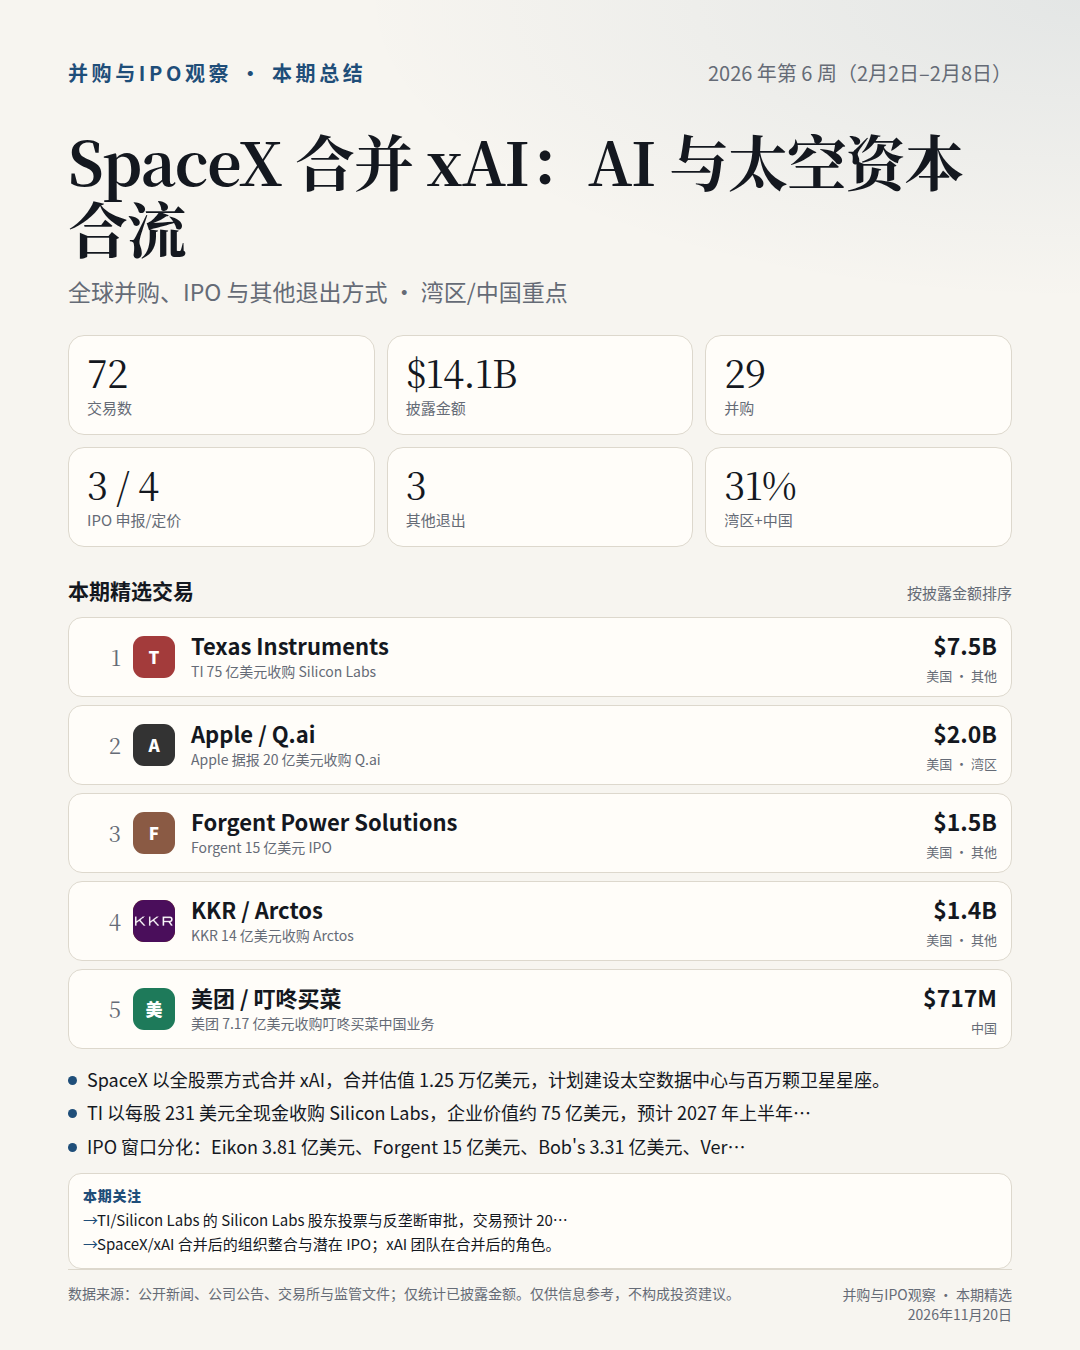 并购与IPO观察 · 本期总结
2026 年第 6 周（2月2日–2月8日）
SpaceX 合并 xAI：AI 与太空资本
合流
全球并购、IPO 与其他退出方式 · 湾区/中国重点
72
交易数
$14.1B
披露金额
29
并购
3 / 4
IPO 申报/定价
3
其他退出
31%
湾区+中国
本期精选交易
按披露金额排序
1
T
Texas Instruments
TI 75 亿美元收购 Silicon Labs
$7.5B
美国 · 其他
2
A
Apple / Q.ai
Apple 据报 20 亿美元收购 Q.ai
$2.0B
美国 · 湾区
3
F
Forgent Power Solutions
Forgent 15 亿美元 IPO
$1.5B
美国 · 其他
4
KKR
KKR / Arctos
KKR 14 亿美元收购 Arctos
$1.4B
美国 · 其他
5
美
美团 / 叮咚买菜
美团 7.17 亿美元收购叮咚买菜中国业务
$717M
中国
SpaceX 以全股票方式合并 xAI，合并估值 1.25 万亿美元，计划建设太空数据中心与百万颗卫星星座。
TI 以每股 231 美元全现金收购 Silicon Labs，企业价值约 75 亿美元，预计 2027 年上半年…
IPO 窗口分化：Eikon 3.81 亿美元、Forgent 15 亿美元、Bob's 3.31 亿美元、Ver…
本期关注
→TI/Silicon Labs 的 Silicon Labs 股东投票与反垄断审批，交易预计 20…
→SpaceX/xAI 合并后的组织整合与潜在 IPO；xAI 团队在合并后的角色。
数据来源：公开新闻、公司公告、交易所与监管文件；仅统计已披露金额。仅供信息参考，不构成投资建议。
并购与IPO观察 · 本期精选
2026年11月20日